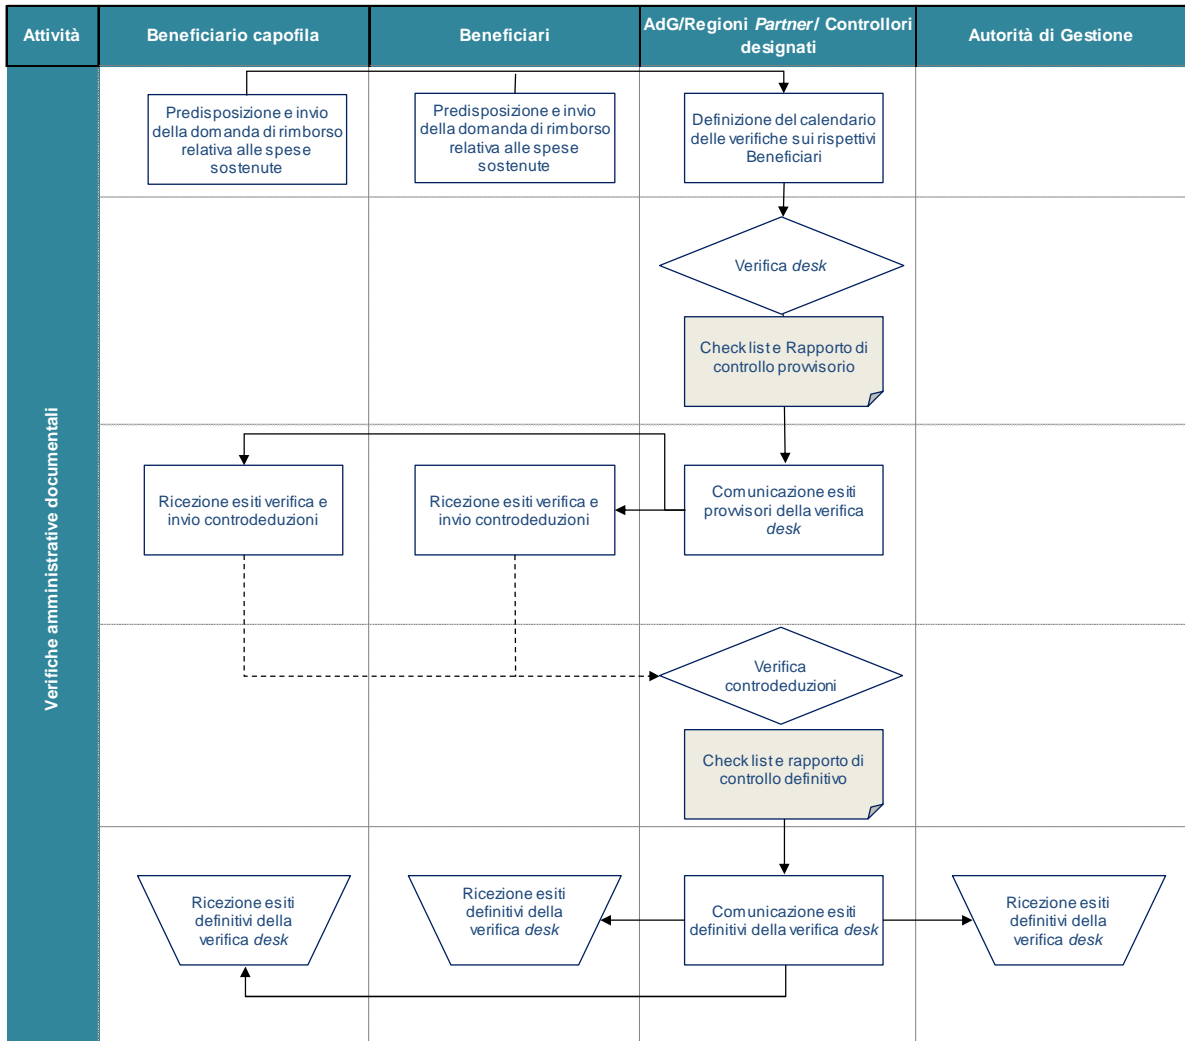 Attività
Beneficiario capofila
Beneficiari
AdG/Regioni Partner/ Controllori
designati
Autorità di Gestione
Verifiche amministrative documentali
Predisposizione e invio
della domanda di rimborso
relativa alle spese
sostenute
Predisposizione e invio
della domanda di rimborso
relativa alle spese
sostenute
Definizione del calendario
delle verifiche sui rispettivi
Beneficiari
Verifica desk
Check list e Rapporto di
controllo provvisorio
Ricezione esiti verifica e
invio controdeduzioni
Ricezione esiti verifica e
invio controdeduzioni
Comunicazione esiti
provvisori della verifica
desk
Verifica
controdeduzioni
Check list e rapporto di
controllo definitivo
Ricezione esiti
definitivi della
verifica desk
Ricezione esiti
definitivi della
verifica desk
Comunicazione esiti
definitivi della verifica desk
Ricezione esiti
definitivi della
verifica desk